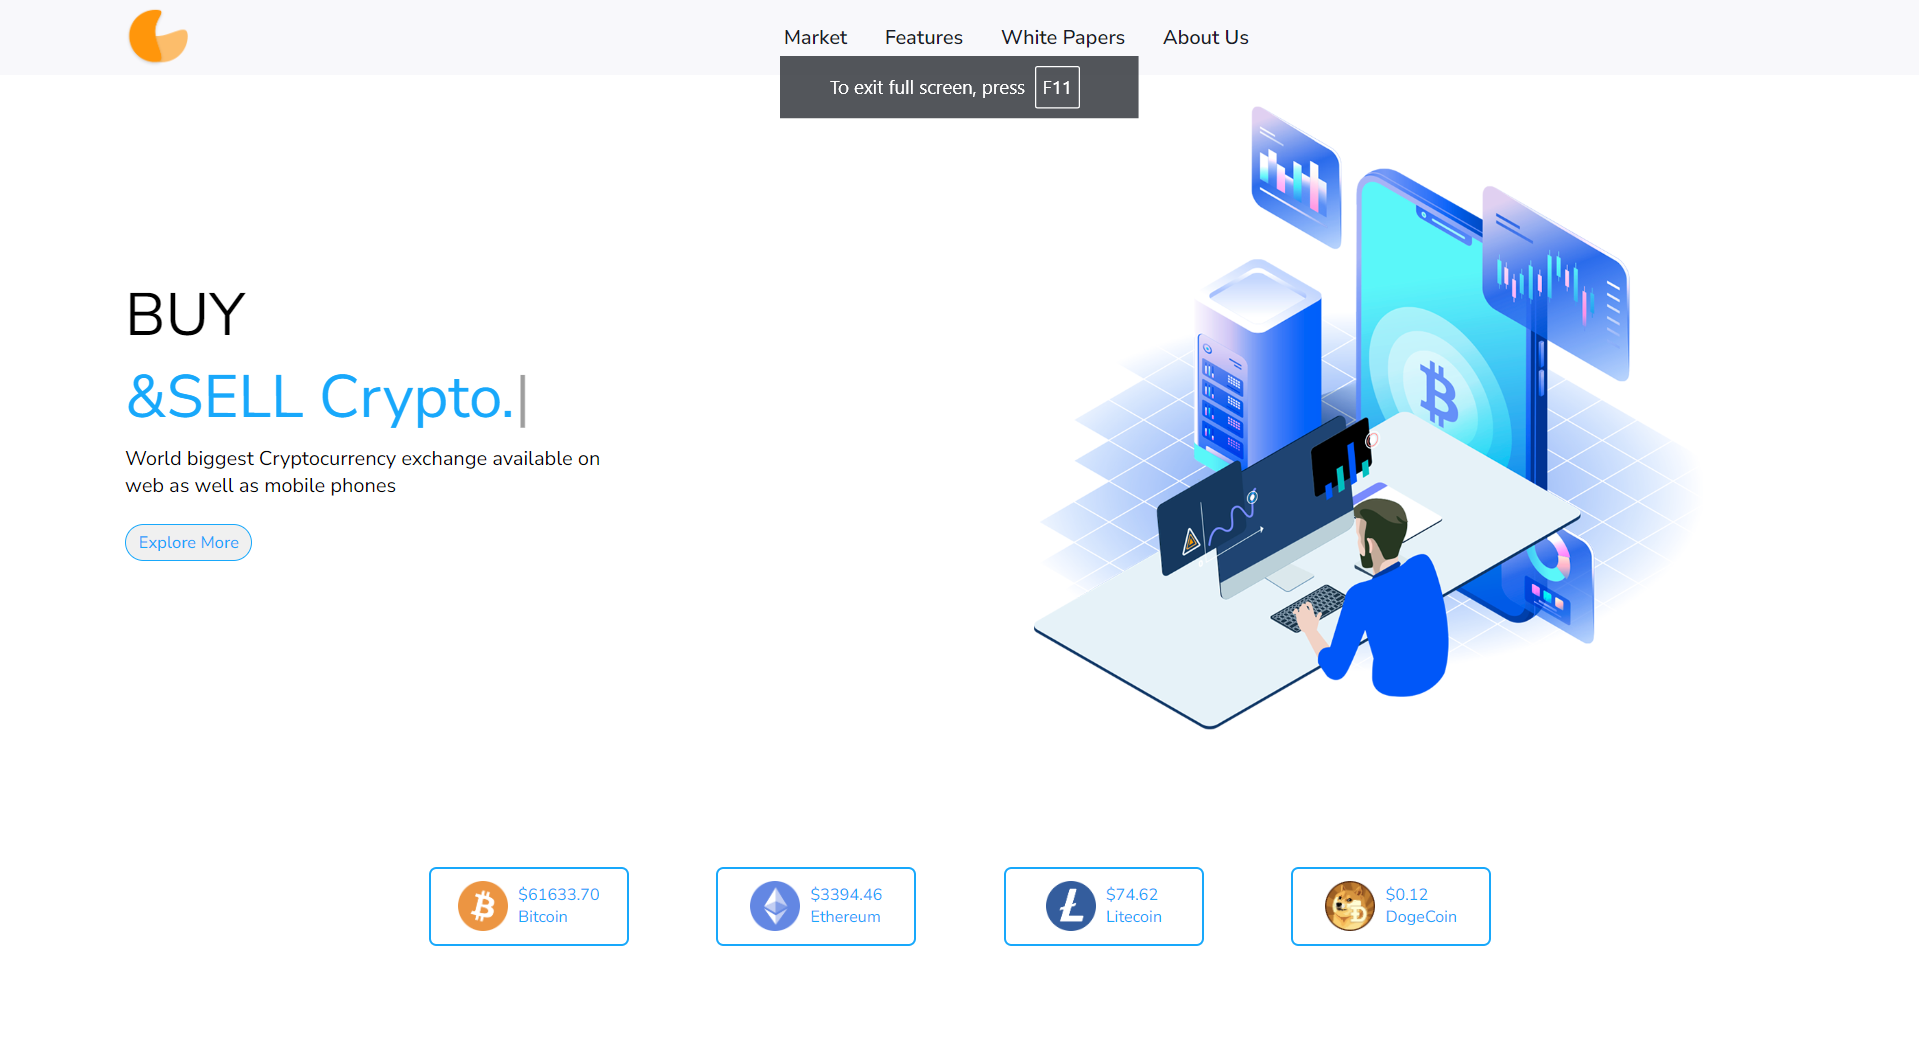 Market Features White Papers About Us
To exit full screen, press F11
BUY
&SELL Crypto.|
World biggest Cryptocurrency exchange available on
web as well as mobile phones
Explore More
$61633.70
Bitcoin
$3394.46
Ethereum
$74.62
Litecoin
$0.12
DogeCoin